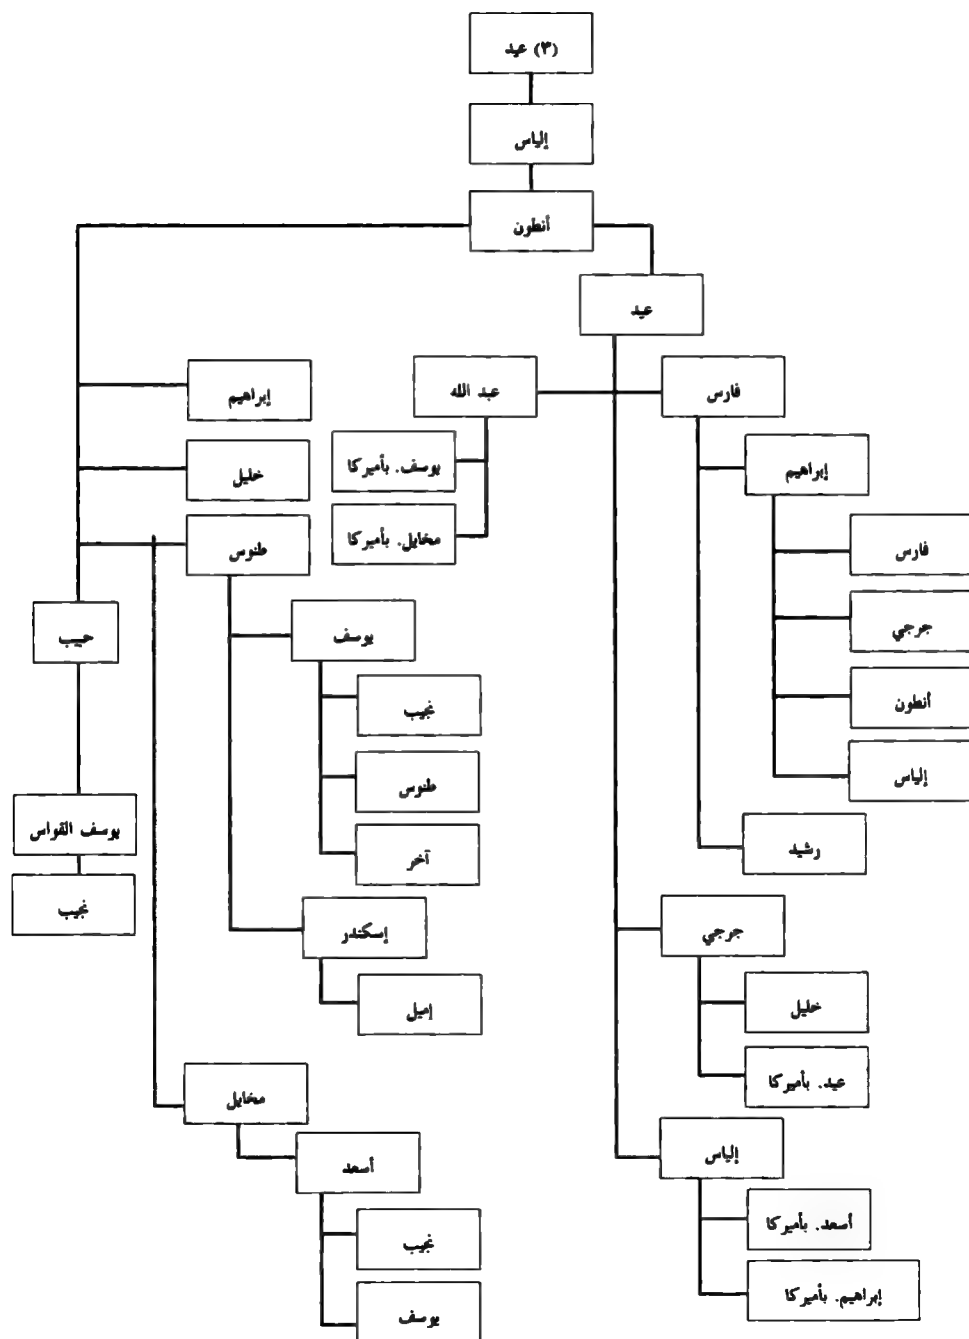 (٣) عيد
إلياس
أنطون
عيد
فارس
عبد الله
إبراهيم
إبراهيم
يوسف. بأميركا
خليل
مخايل. بأميركا
طنوس
فارس
جرجي
يوسف
حبيب
أنطون
نجيب
إلياس
طنوس
يوسف القواس
رشيد
آخر
نجيب
جرجي
إسكندر
خليل
إميل
عيد. بأميركا
مخايل
إلياس
أسعد
أسعد. بأميركا
نجيب
إبراهيم. بأميركا
يوسف